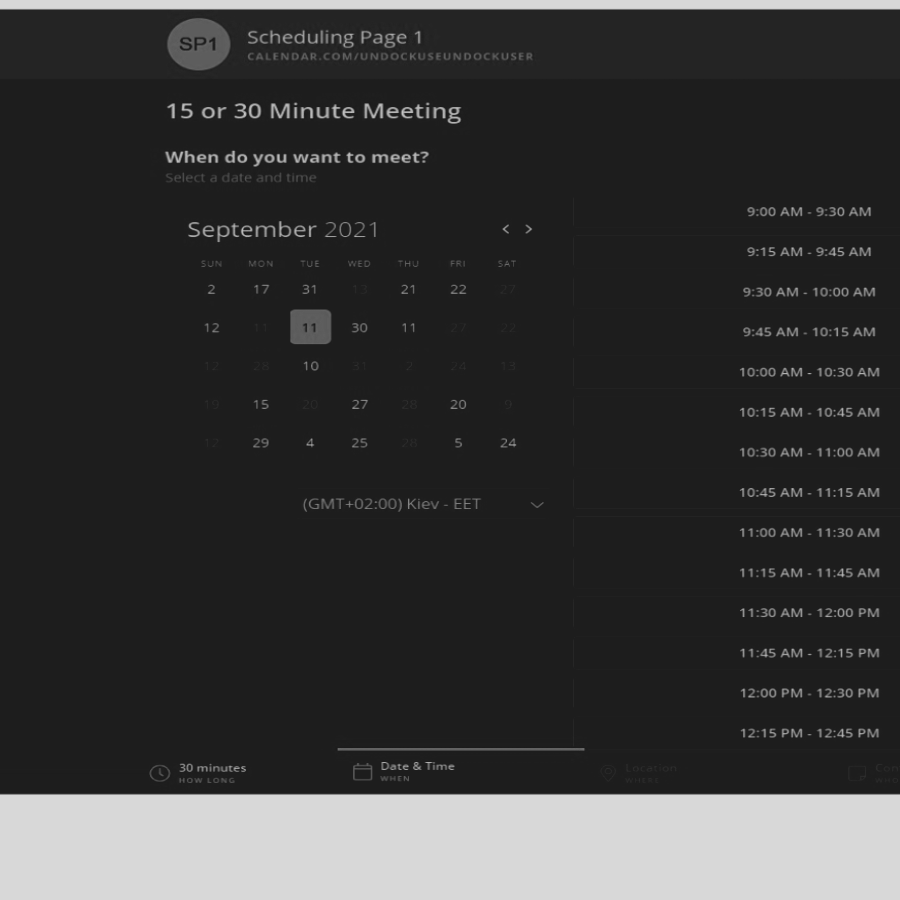 SP1
Scheduling Page 1
CALENDAR.COM/UNDOCKUSEUNDOCKUSER
15 or 30 Minute Meeting
When do you want to meet?
Select a date and time
September 2021 < >
SUN MON TUE WED THU FRI SAT
2 17 31 13 21 22 27
12 11 11 30 11 27 22
12 28 10 31 2 24 13
19 15 20 27 28 20 9
12 29 4 25 28 5 24
(GMT+02:00) Kiev - EET
9:00 AM - 9:30 AM
9:15 AM - 9:45 AM
9:30 AM - 10:00 AM
9:45 AM - 10:15 AM
10:00 AM - 10:30 AM
10:15 AM - 10:45 AM
10:30 AM - 11:00 AM
10:45 AM - 11:15 AM
11:00 AM - 11:30 AM
11:15 AM - 11:45 AM
11:30 AM - 12:00 PM
11:45 AM - 12:15 PM
12:00 PM - 12:30 PM
12:15 PM - 12:45 PM
30 minutes
HOW LONG
Date & Time
WHEN
Location
WHERE